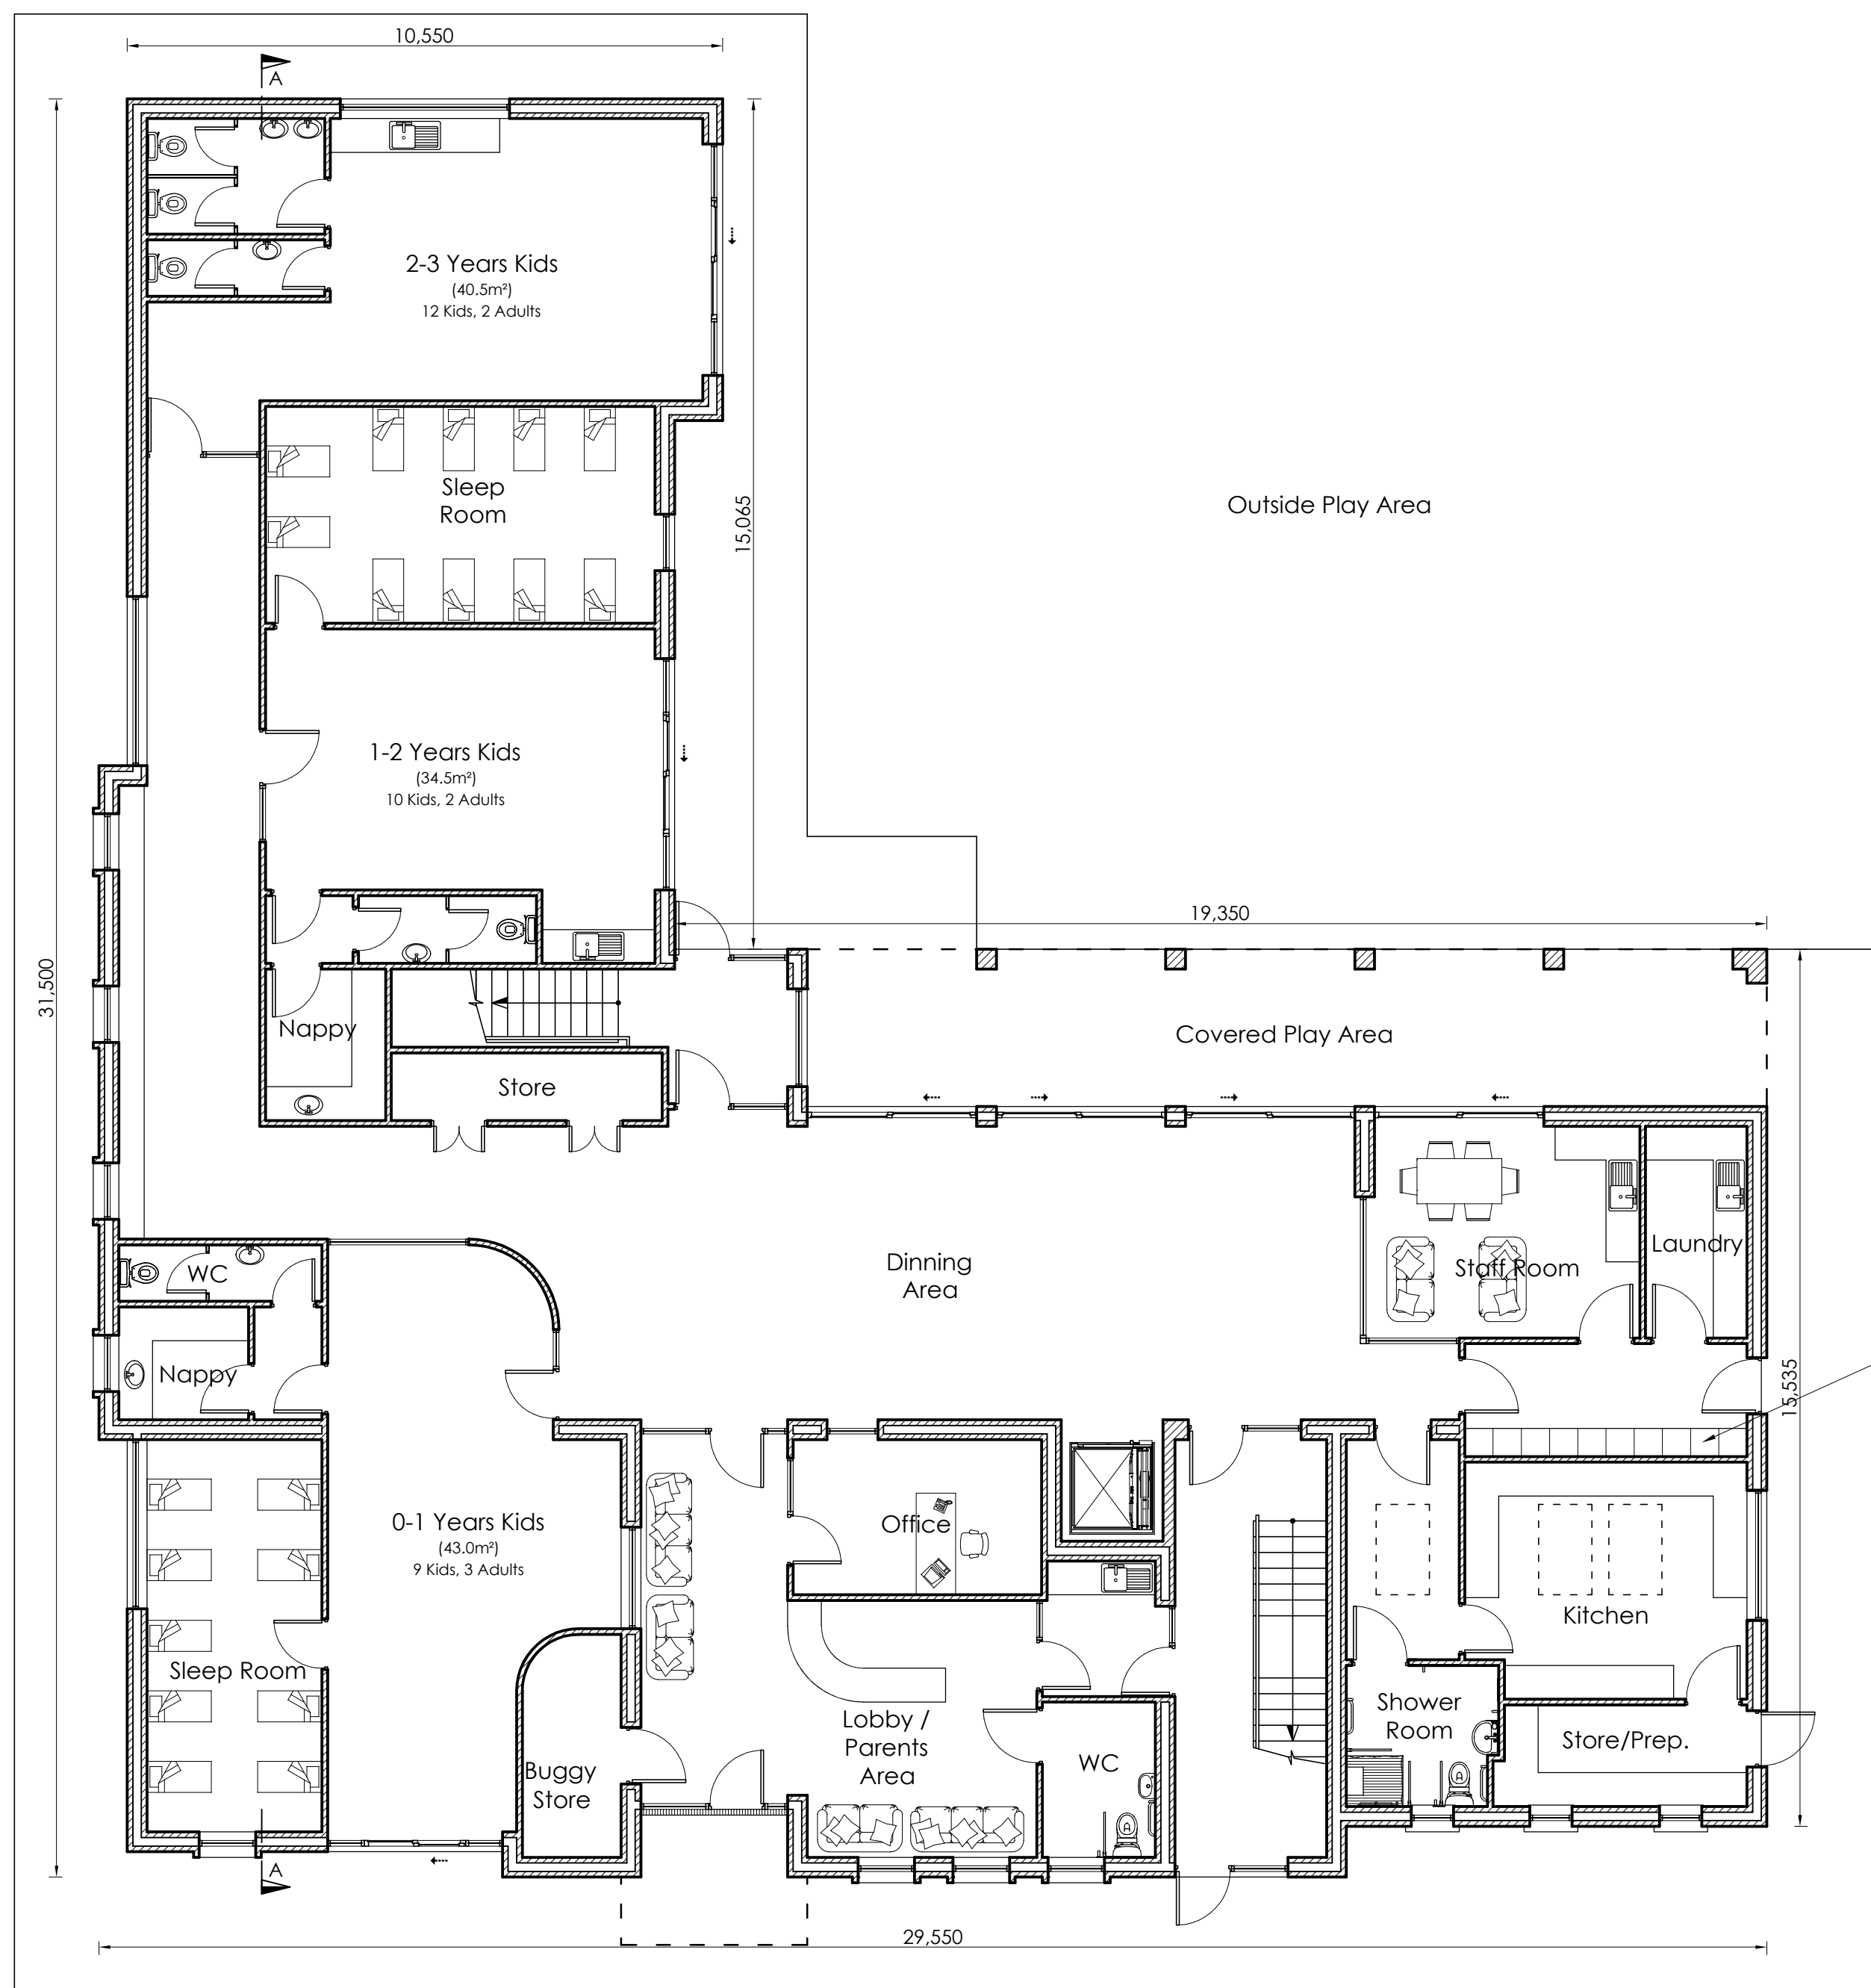 10,550
A
2-3 Years Kids
(40.5m²)
12 Kids, 2 Adults
Sleep
Room
15,065
Outside Play Area
1-2 Years Kids
(34.5m²)
10 Kids, 2 Adults
19,350
31,500
Nappy
Covered Play Area
Store
Dinning
Area
Staff Room
Laundry
WC
Nappy
15,535
0-1 Years Kids
(43.0m²)
9 Kids, 3 Adults
Office
Kitchen
Sleep Room
Lobby /
Parents
Area
Shower
Room
Store/Prep.
WC
Buggy
Store
A
29,550